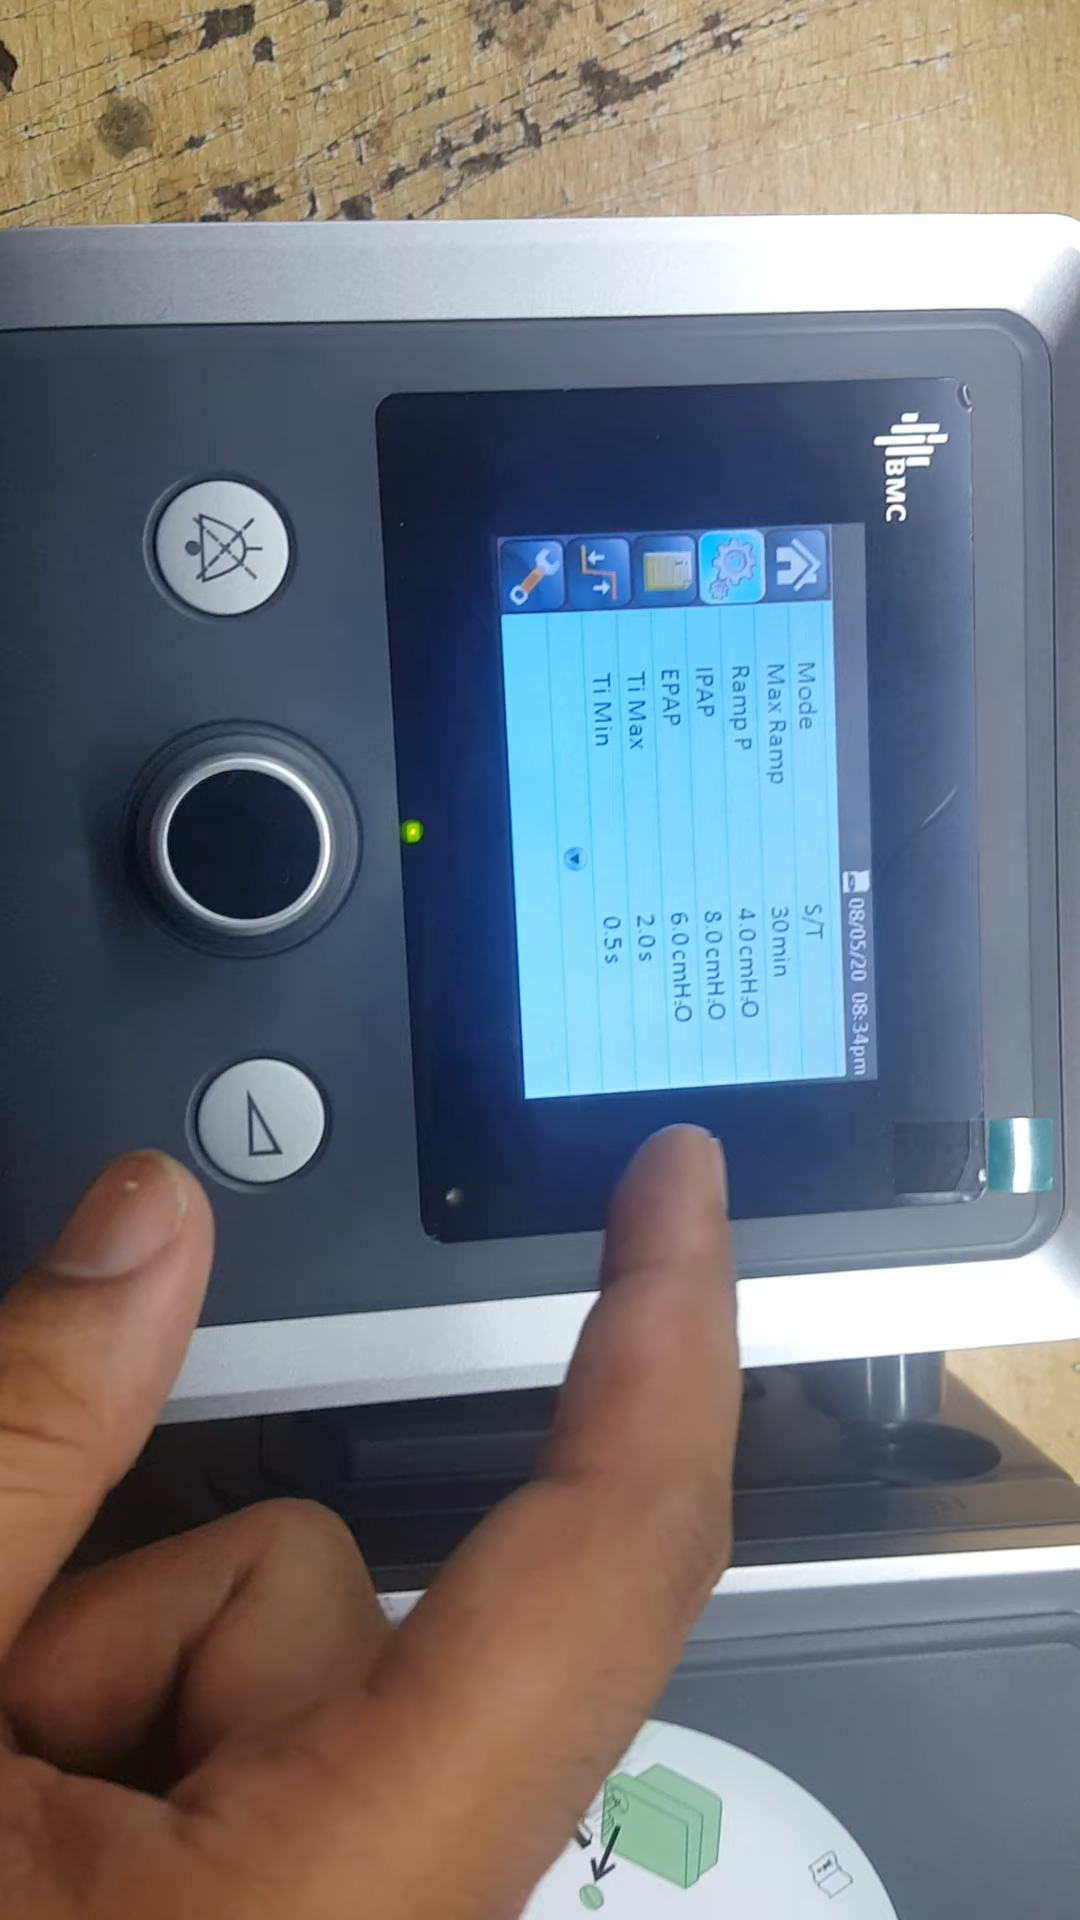 BMC
08/05/20 08:34pm
Mode S/T
Max Ramp 30min
Ramp P 4.0cmH₂O
IPAP 8.0cmH₂O
EPAP 6.0cmH₂O
Ti Max 2.0s
Ti Min 0.5s